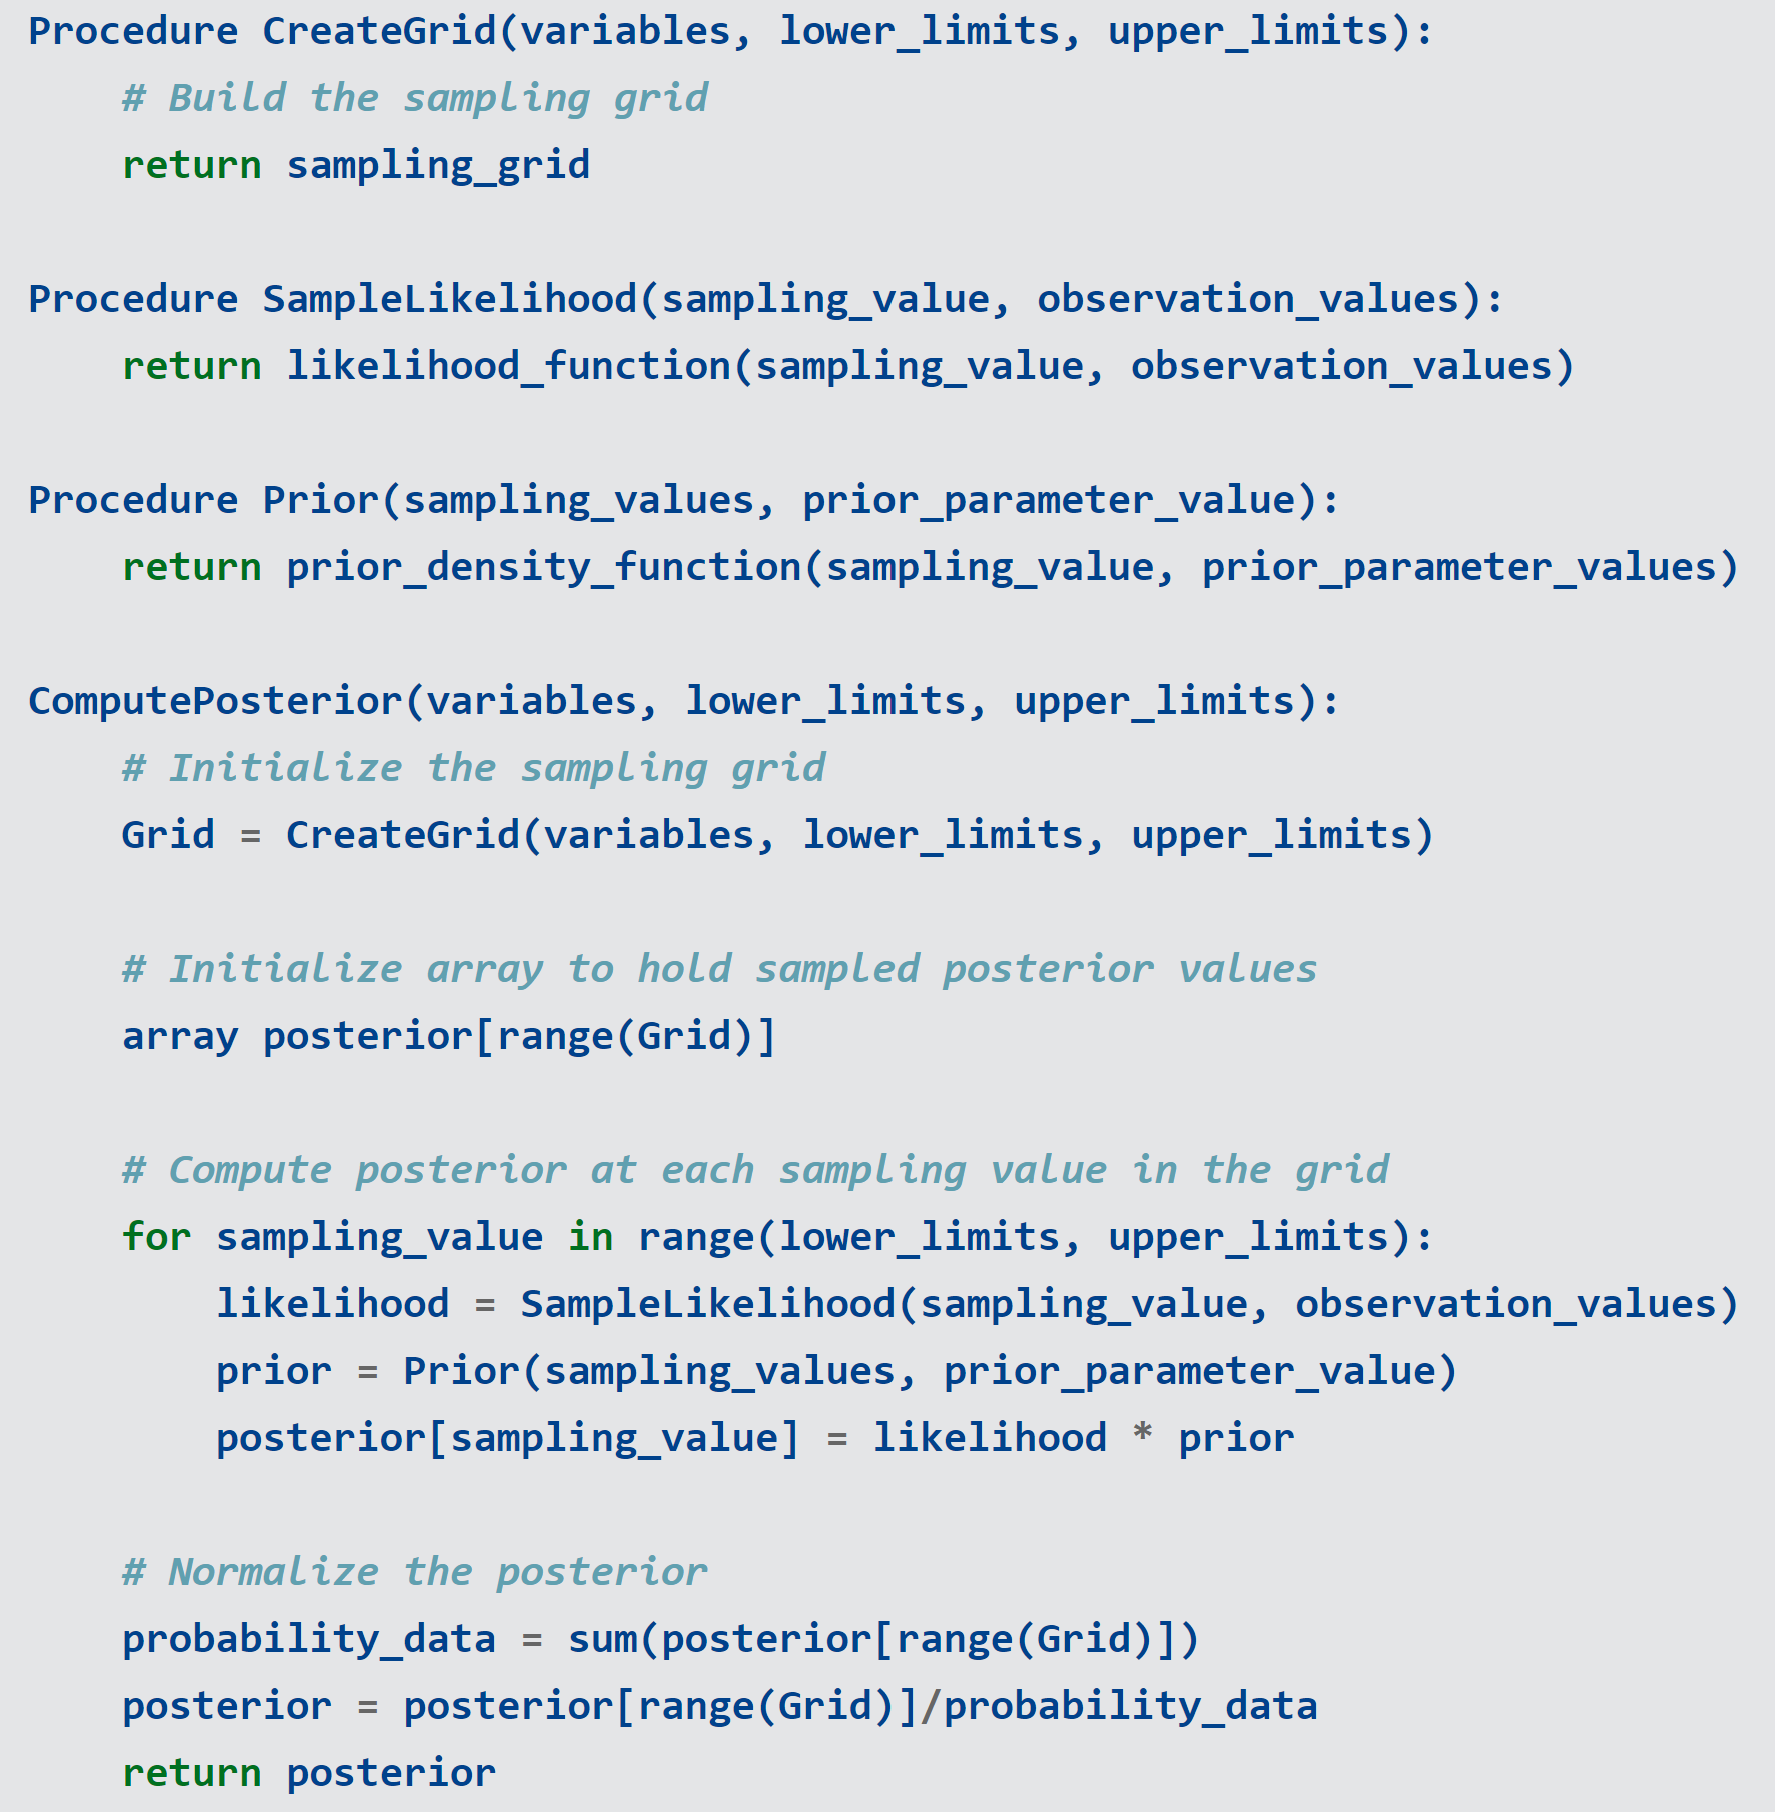 Procedure CreateGrid(variables, lower_limits, upper_limits):
# Build the sampling grid
return sampling_grid
Procedure SampleLikelihood(sampling_value, observation_values):
return likelihood_function(sampling_value, observation_values)
Procedure Prior(sampling_values, prior_parameter_value):
return prior_density_function(sampling_value, prior_parameter_values)
ComputePosterior(variables, lower_limits, upper_limits):
# Initialize the sampling grid
Grid = CreateGrid(variables, lower_limits, upper_limits)
# Initialize array to hold sampled posterior values
array posterior[range(Grid)]
# Compute posterior at each sampling value in the grid
for sampling_value in range(lower_limits, upper_limits):
likelihood = SampleLikelihood(sampling_value, observation_values)
prior = Prior(sampling_values, prior_parameter_value)
posterior[sampling_value] = likelihood * prior
# Normalize the posterior
probability_data = sum(posterior[range(Grid)])
posterior = posterior[range(Grid)]/probability_data
return posterior